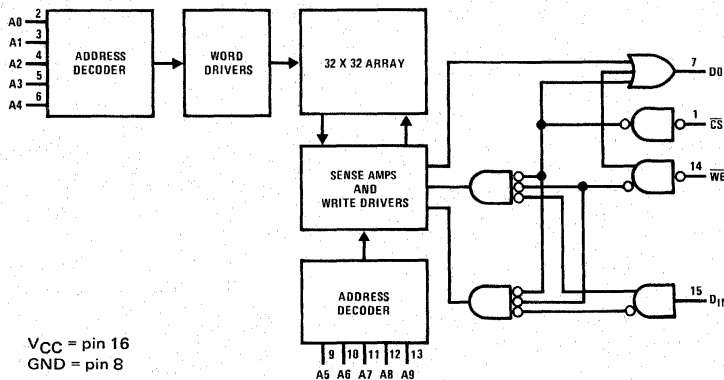 A0 2
A1 3
A2 4
A3 5
A4 6
ADDRESS
DECODER
WORD
DRIVERS
32 X 32 ARRAY
7 DO
1 CS
14 WE
SENSE AMPS
AND
WRITE DRIVERS
15 DIN
ADDRESS
DECODER
9 10 11 12 13
A5 A6 A7 A8 A9
VCC = pin 16
GND = pin 8